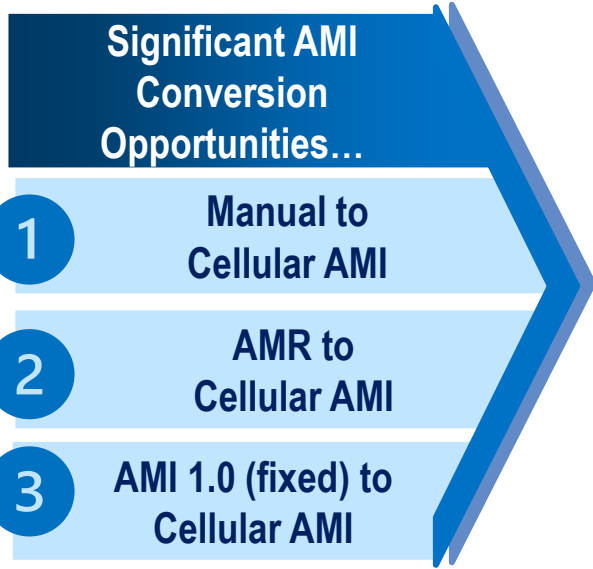 Significant AMI
Conversion
Opportunities…
1
Manual to
Cellular AMI
2
AMR to
Cellular AMI
3
AMI 1.0 (fixed) to
Cellular AMI